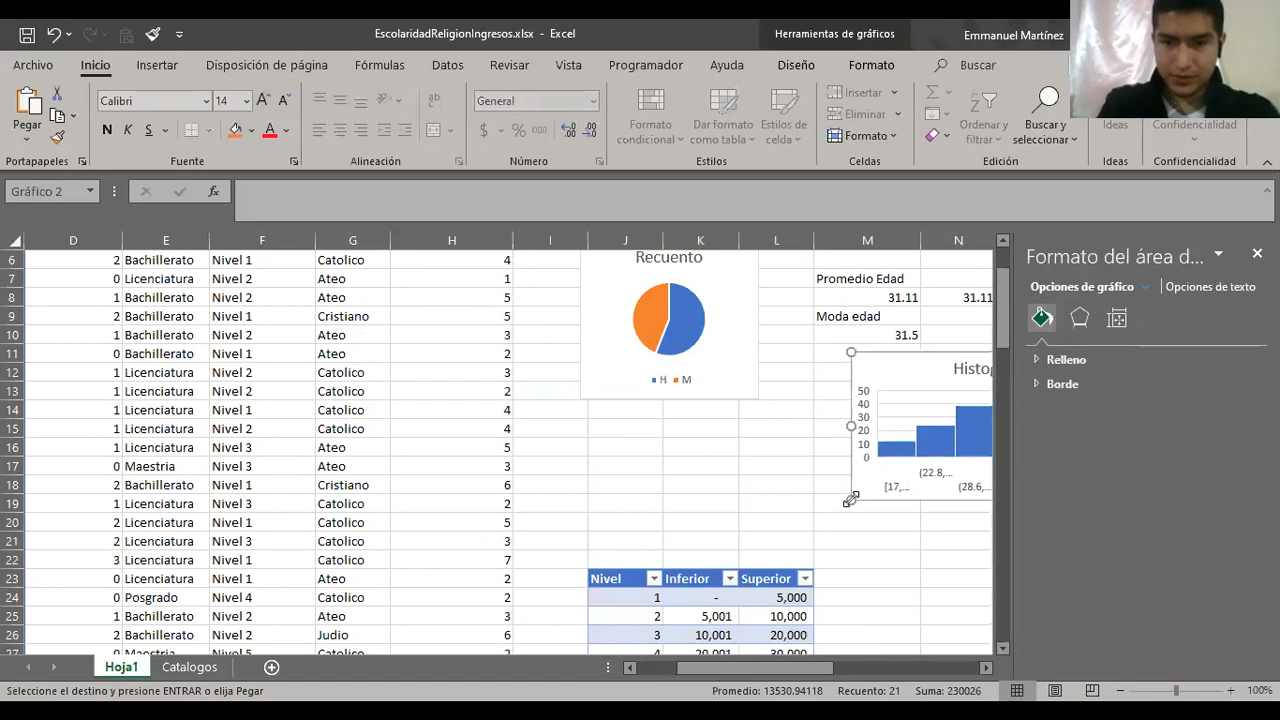 EscolaridadReligionIngresos.xlsx - Excel
Herramientas de gráficos
Emmanuel Martínez
Archivo Inicio Insertar Disposición de página Fórmulas Datos Revisar Vista Programador Ayuda Diseño Formato Buscar
Pegar
Calibri 14
N K S A
General
Formato condicional
Dar formato como tabla
Estilos de celda
Insertar
Eliminar
Formato
Ordenar y filtrar
Buscar y seleccionar
Ideas
Confidencialidad
Portapapeles Fuente Alineación Número Estilos Celdas Edición Ideas Confidencialidad
Gráfico 2 fx
D E F G H I J K L M N
6 2 Bachillerato Nivel 1 Catolico 4
7 0 Licenciatura Nivel 2 Ateo 1 Promedio Edad
8 1 Bachillerato Nivel 2 Ateo 5 31.11 31.11
9 2 Bachillerato Nivel 1 Cristiano 5 Moda edad
10 1 Bachillerato Nivel 2 Ateo 3 31.5
11 0 Bachillerato Nivel 1 Ateo 2
12 1 Licenciatura Nivel 2 Catolico 3
13 1 Licenciatura Nivel 2 Catolico 2
14 1 Licenciatura Nivel 1 Catolico 4
15 1 Licenciatura Nivel 2 Catolico 4
16 1 Licenciatura Nivel 3 Ateo 5
17 0 Maestria Nivel 3 Ateo 3
18 2 Bachillerato Nivel 1 Cristiano 6
19 1 Licenciatura Nivel 3 Catolico 2
20 2 Licenciatura Nivel 1 Catolico 5
21 2 Licenciatura Nivel 3 Catolico 3
22 3 Licenciatura Nivel 1 Catolico 7
23 0 Licenciatura Nivel 1 Ateo 2 Nivel Inferior Superior
24 0 Posgrado Nivel 4 Catolico 2 1 - 5,000
25 1 Bachillerato Nivel 2 Ateo 3 2 5,001 10,000
26 2 Bachillerato Nivel 2 Judio 6 3 10,001 20,000
27 Maestria Nivel 5 Catolico 2 4 20,001 30,000
Recuento
H M
Histog
50
40
30
20
10
0
(22.8,...
[17,... (28.6,...
Formato del área d...
Opciones de gráfico Opciones de texto
Relleno
Borde
Hoja1 Catalogos
Seleccione el destino y presione ENTRAR o elija Pegar Promedio: 13530.94118 Recuento: 21 Suma: 230026 100%